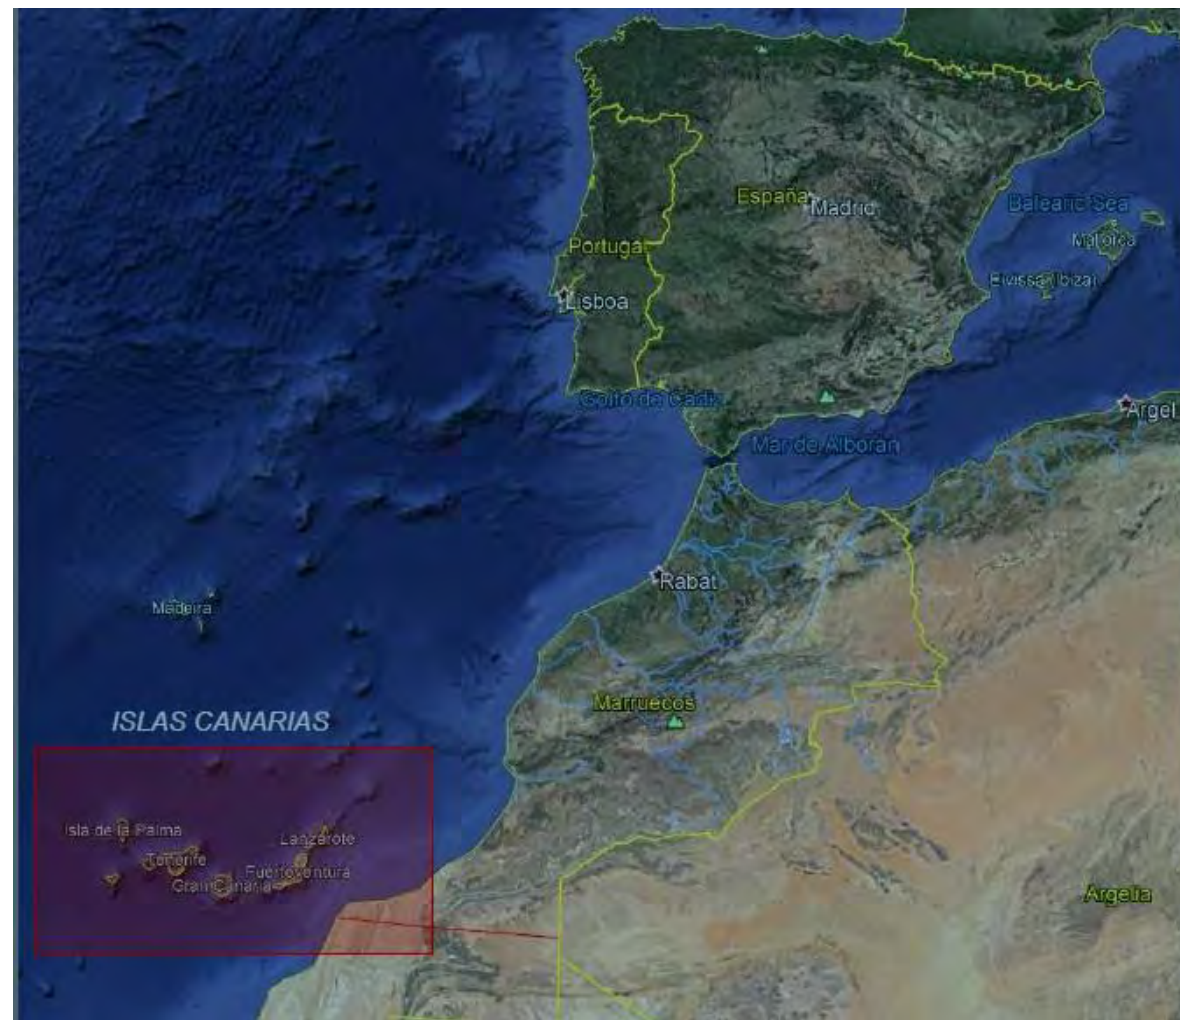 España
Madrid
Balearic Sea
Mallorca
Portugal
Eivissa (Ibiza)
Lisboa
Golfo de Cádiz
Argel
Mar de Alboran
Rabat
Madeira
Marruecos
ISLAS CANARIAS
Isla de la Palma
Lanzarote
Tenerife
Fuerteventura
Gran Canaria
Argelia